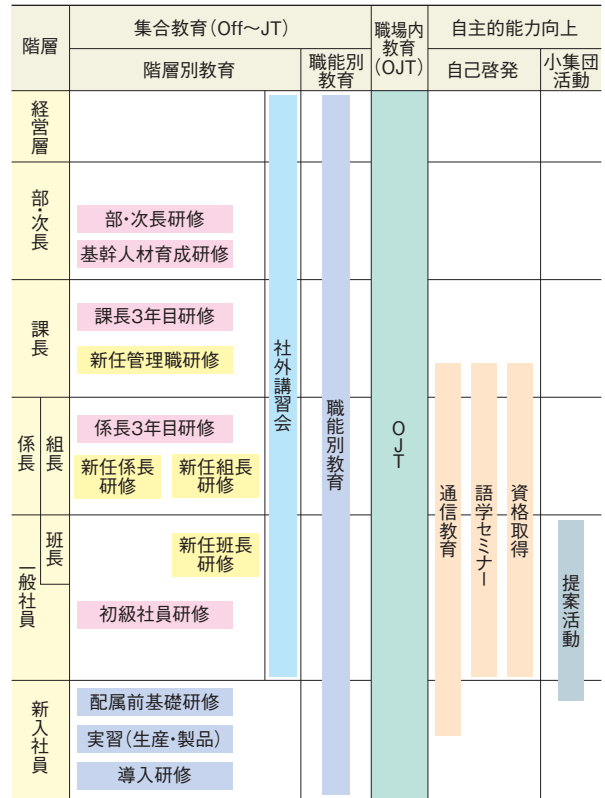 階層
集合教育(Off〜JT)
階層別教育
職能別
教育
職場内
教育
(OJT)
自主的能力向上
自己啓発
小集団
活動
経営層
部・次長
部・次長研修
基幹人材育成研修
課長
課長3年目研修
新任管理職研修
係長
組長
係長3年目研修
新任係長
研修
新任組長
研修
一般社員
班長
新任班長
研修
初級社員研修
新入社員
配属前基礎研修
実習(生産・製品)
導入研修
社外講習会
職能別教育
OJT
通信教育
語学セミナー
資格取得
提案活動